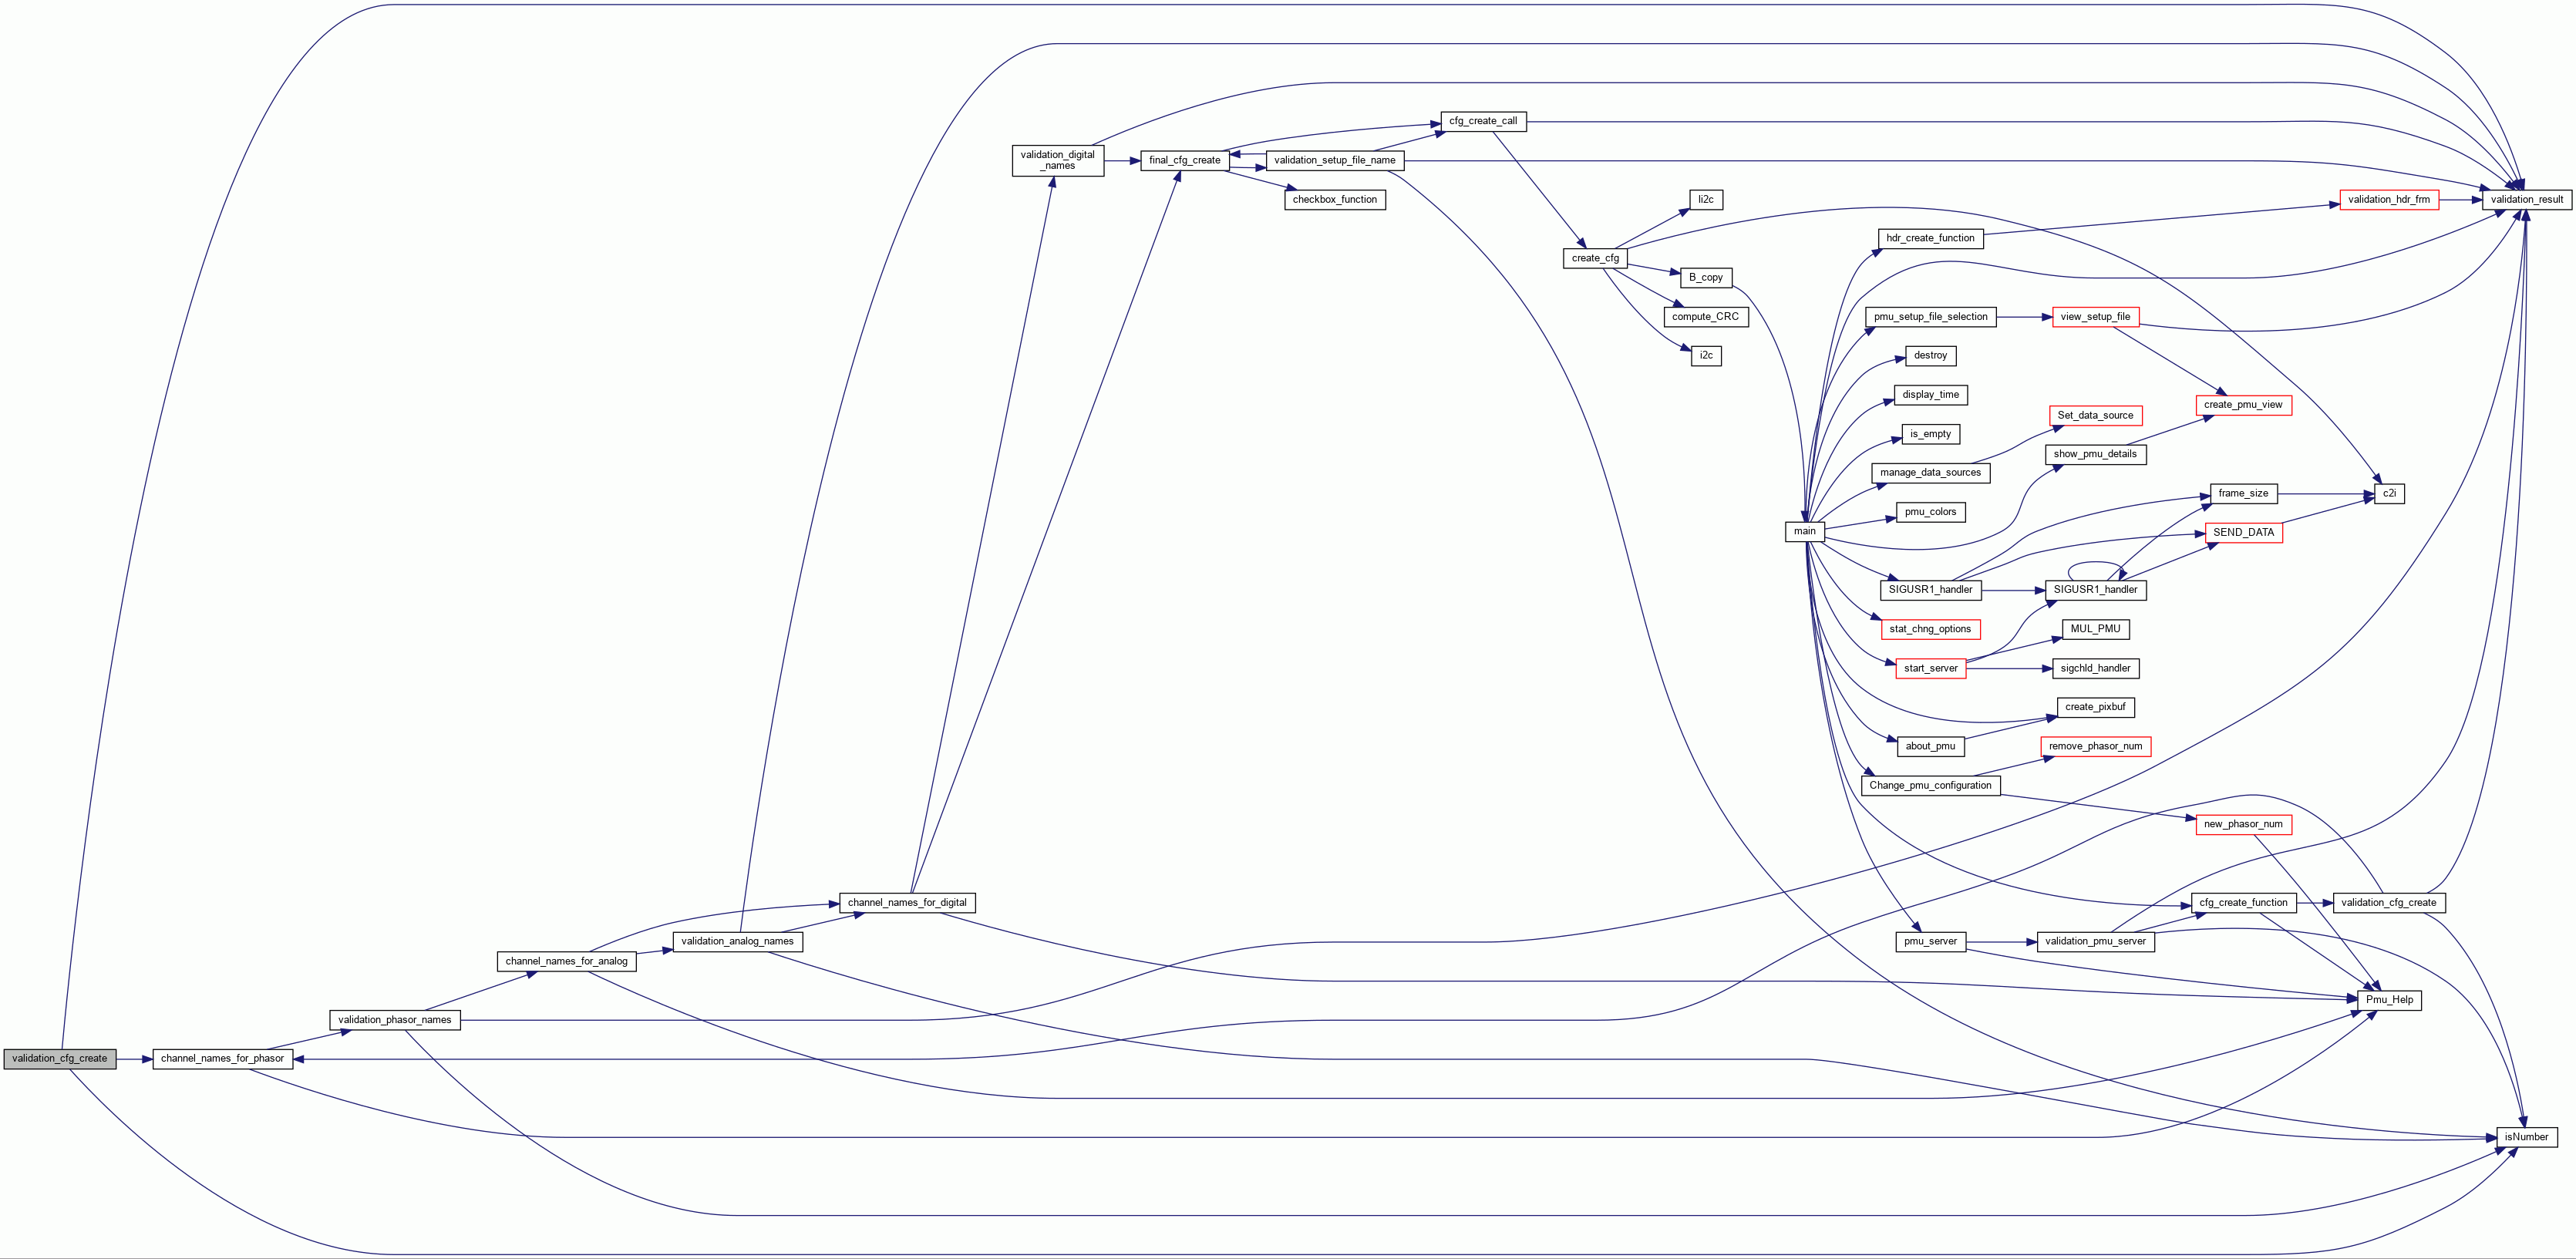 validation_cfg_create
channel_names_for_phasor
validation_phasor_names
channel_names_for_analog
validation_analog_names
channel_names_for_digital
validation_digital
_names
final_cfg_create
validation_setup_file_name
checkbox_function
cfg_create_call
create_cfg
li2c
B_copy
compute_CRC
i2c
main
hdr_create_function
pmu_setup_file_selection
destroy
display_time
is_empty
manage_data_sources
pmu_colors
SIGUSR1_handler
stat_chng_options
start_server
about_pmu
Change_pmu_configuration
pmu_server
view_setup_file
Set_data_source
show_pmu_details
SIGUSR1_handler
MUL_PMU
sigchld_handler
create_pixbuf
remove_phasor_num
validation_pmu_server
create_pmu_view
frame_size
SEND_DATA
new_phasor_num
cfg_create_function
validation_hdr_frm
c2i
validation_cfg_create
Pmu_Help
validation_result
isNumber